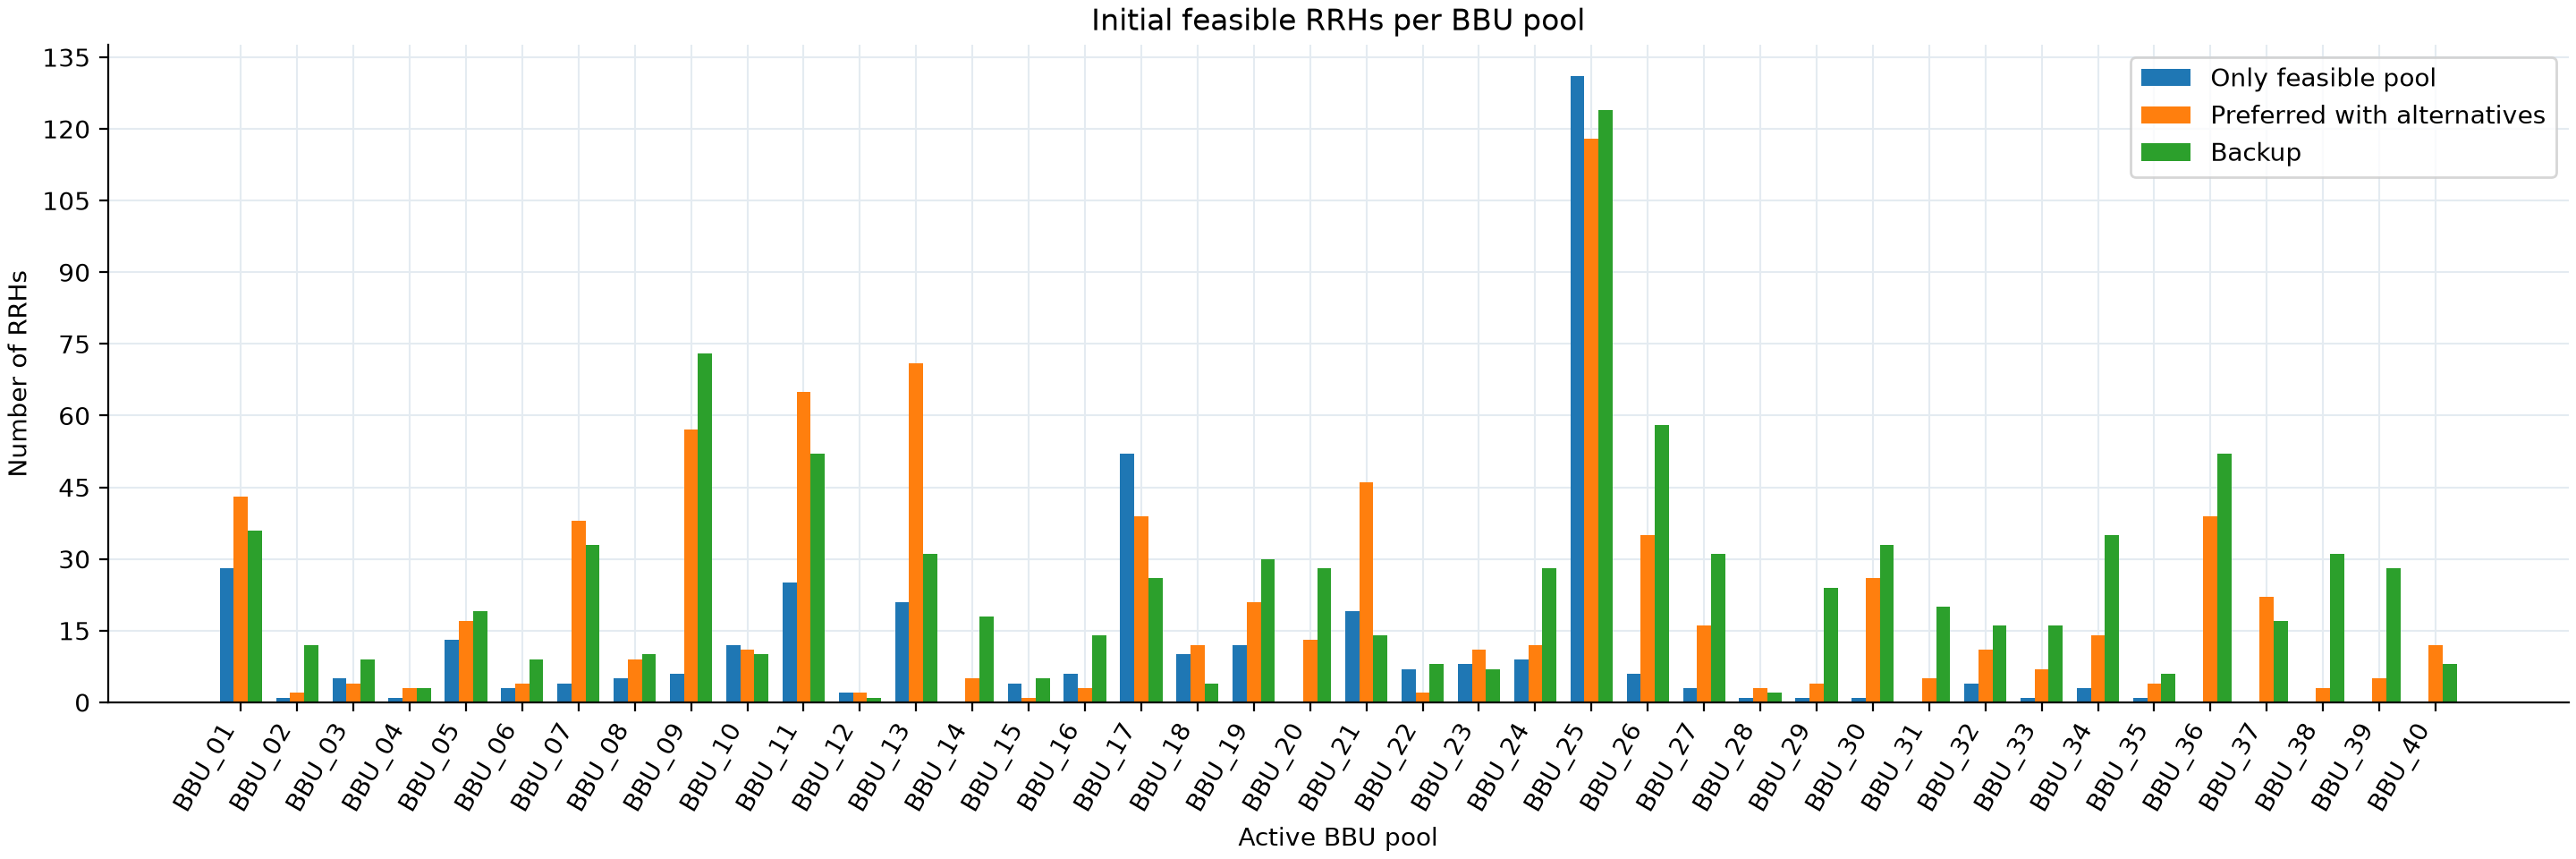 Initial feasible RRHs per BBU pool
135
120
105
90
75
60
45
30
15
0
Number of RRHs
Only feasible pool
Preferred with alternatives
Backup
BBU_01
BBU_02
BBU_03
BBU_04
BBU_05
BBU_06
BBU_07
BBU_08
BBU_09
BBU_10
BBU_11
BBU_12
BBU_13
BBU_14
BBU_15
BBU_16
BBU_17
BBU_18
BBU_19
BBU_20
BBU_21
BBU_22
BBU_23
BBU_24
BBU_25
BBU_26
BBU_27
BBU_28
BBU_29
BBU_30
BBU_31
BBU_32
BBU_33
BBU_34
BBU_35
BBU_36
BBU_37
BBU_38
BBU_39
BBU_40
Active BBU pool